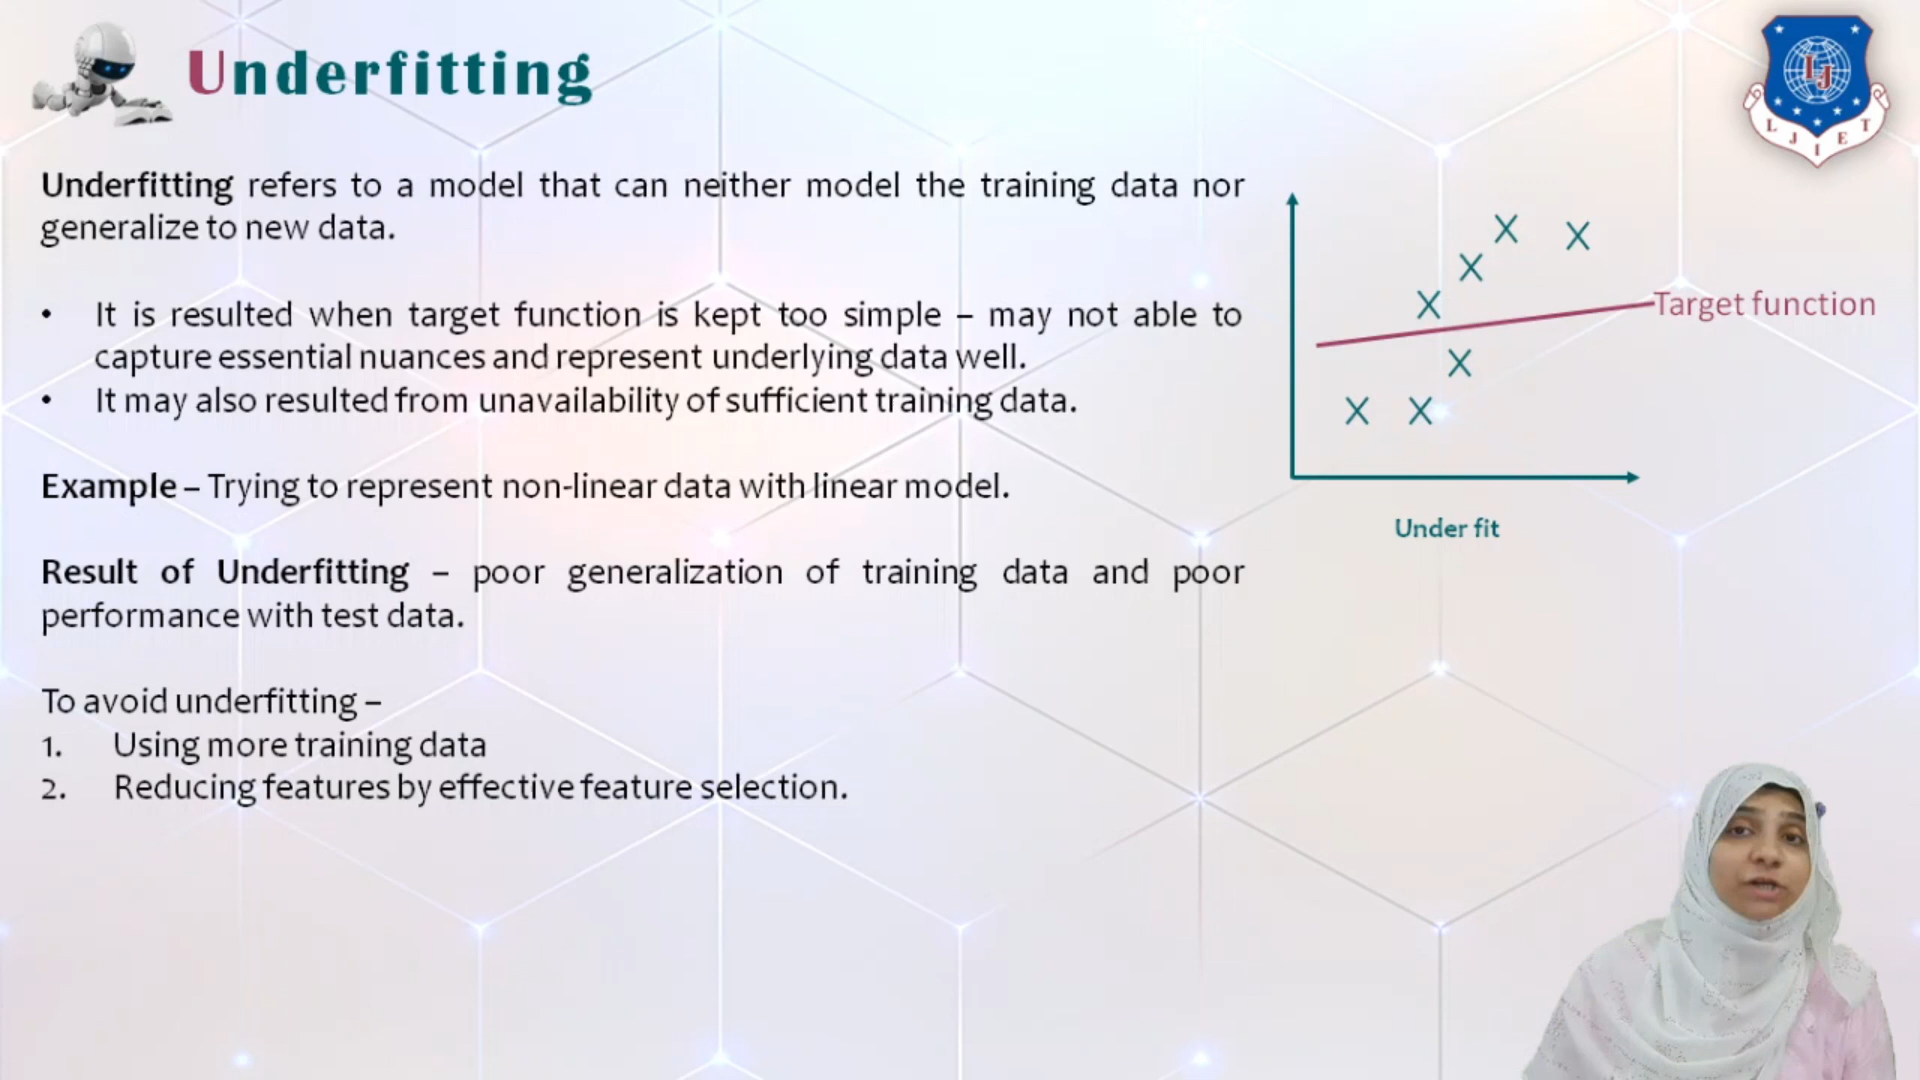 Underfitting
Underfitting refers to a model that can neither model the training data nor
generalize to new data.
• It is resulted when target function is kept too simple – may not able to
capture essential nuances and represent underlying data well.
• It may also resulted from unavailability of sufficient training data.
Example – Trying to represent non-linear data with linear model.
Result of Underfitting – poor generalization of training data and poor
performance with test data.
To avoid underfitting –
1. Using more training data
2. Reducing features by effective feature selection.
LJ
L J I E T
X X
X
X
Target function
X
X X
Under fit